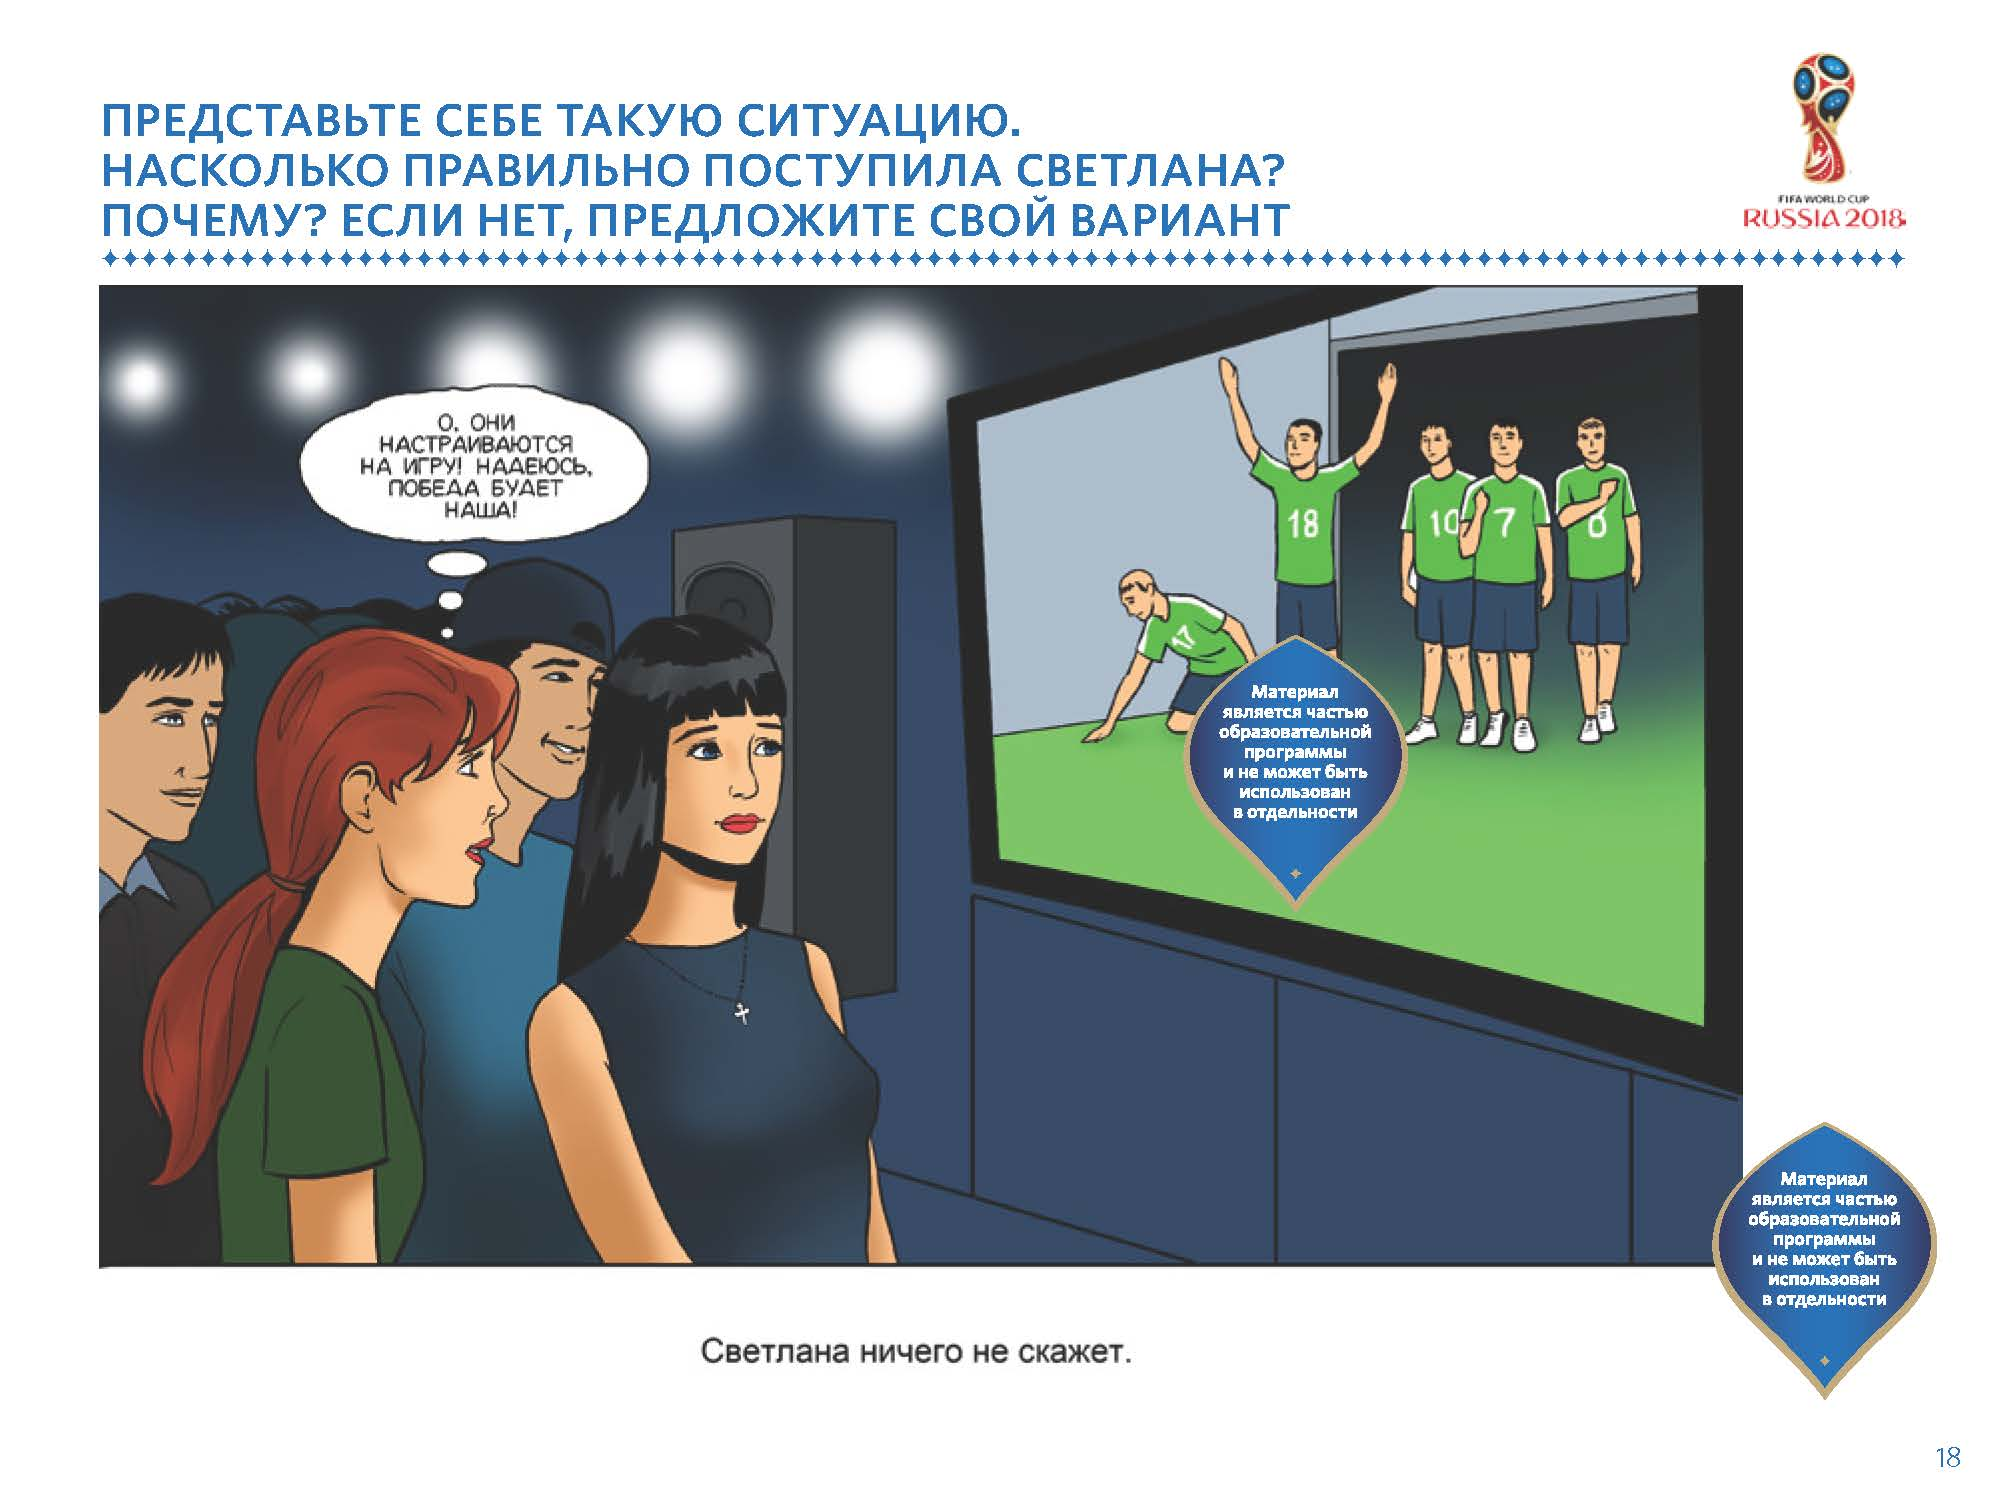 ПРЕДСТАВЬТЕ СЕБЕ ТАКУЮ СИТУАЦИЮ.
НАСКОЛЬКО ПРАВИЛЬНО ПОСТУПИЛА СВЕТЛАНА?
ПОЧЕМУ? ЕСЛИ НЕТ, ПРЕДЛОЖИТЕ СВОЙ ВАРИАНТ
FIFA WORLD CUP
RUSSIA 2018
О, ОНИ
НАСТРАИВАЮТСЯ
НА ИГРУ! НАДЕЮСЬ,
ПОБЕДА БУДЕТ
НАША!
18
10
7
17
Материал
является частью
образовательной
программы
и не может быть
использован
в отдельности
Материал
является частью
образовательной
программы
и не может быть
использован
в отдельности
Светлана ничего не скажет.
18